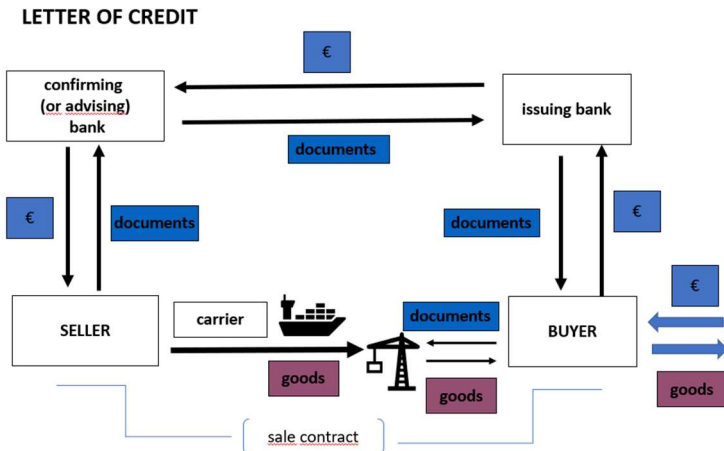 LETTER OF CREDIT
€
confirming
(or advising)
bank
issuing bank
documents
€
documents
documents
€
€
SELLER
carrier
documents
BUYER
goods
goods
goods
sale contract